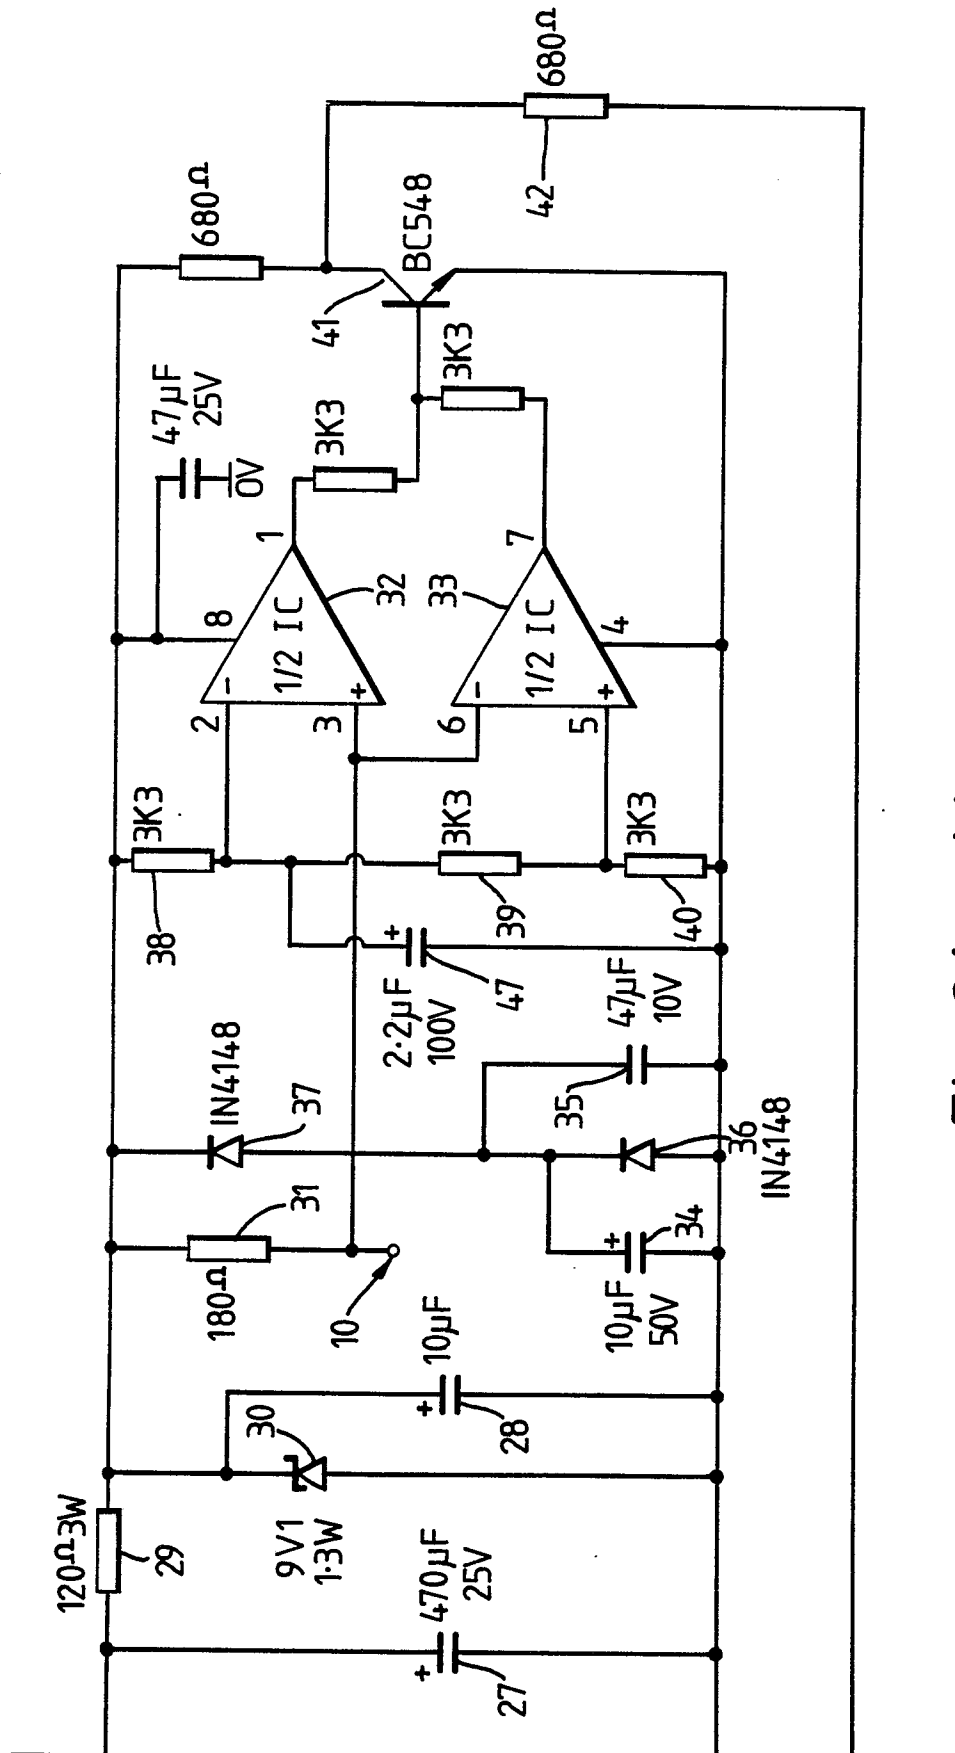 120Ω3W
29
470µF
25V
27
9V1
1·3W
30
10µF
28
180Ω
31
10
10µF
50V
34
IN4148
37
IN4148
36
47µF
10V
35
2·2µF
100V
47
3K3
38
3K3
39
3K3
40
2
3
8
1
1/2 IC
32
6
5
7
4
1/2 IC
33
47µF
25V
0V
3K3
3K3
680Ω
41
BC548
680Ω
42